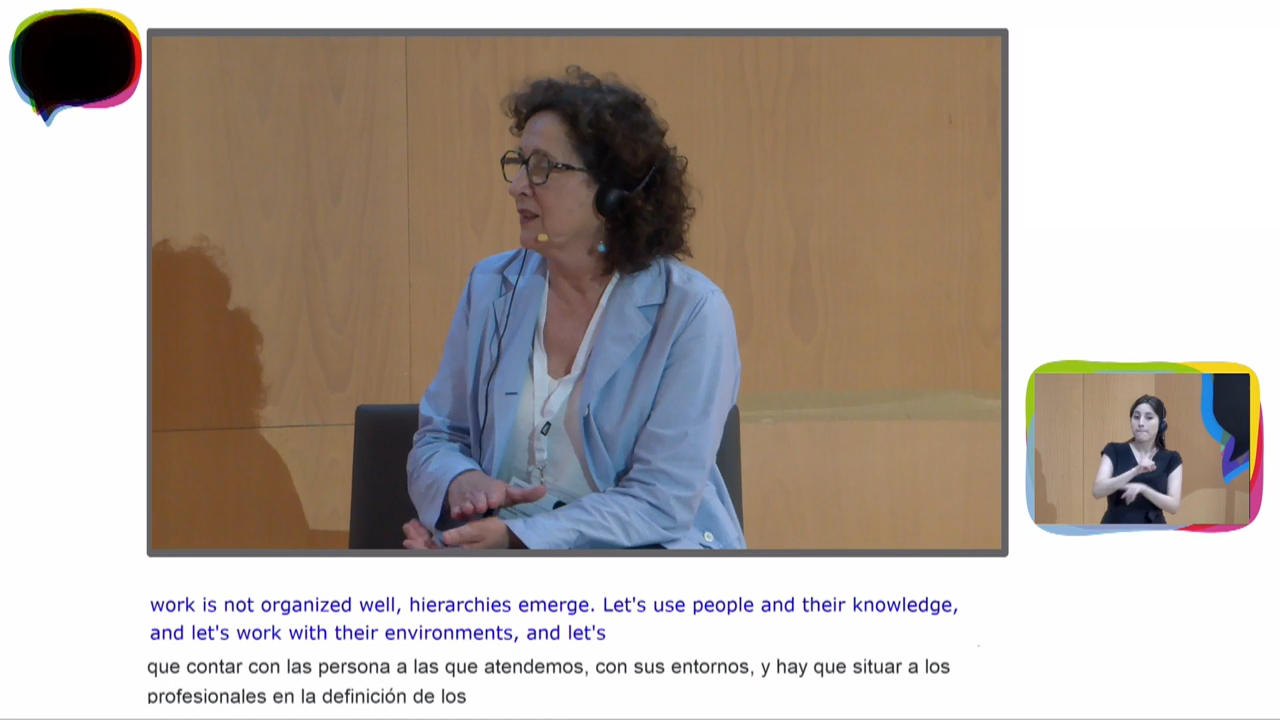 work is not organized well, hierarchies emerge. Let's use people and their knowledge,
and let's work with their environments, and let's
que contar con las persona a las que atendemos, con sus entornos, y hay que situar a los
profesionales en la definición de los